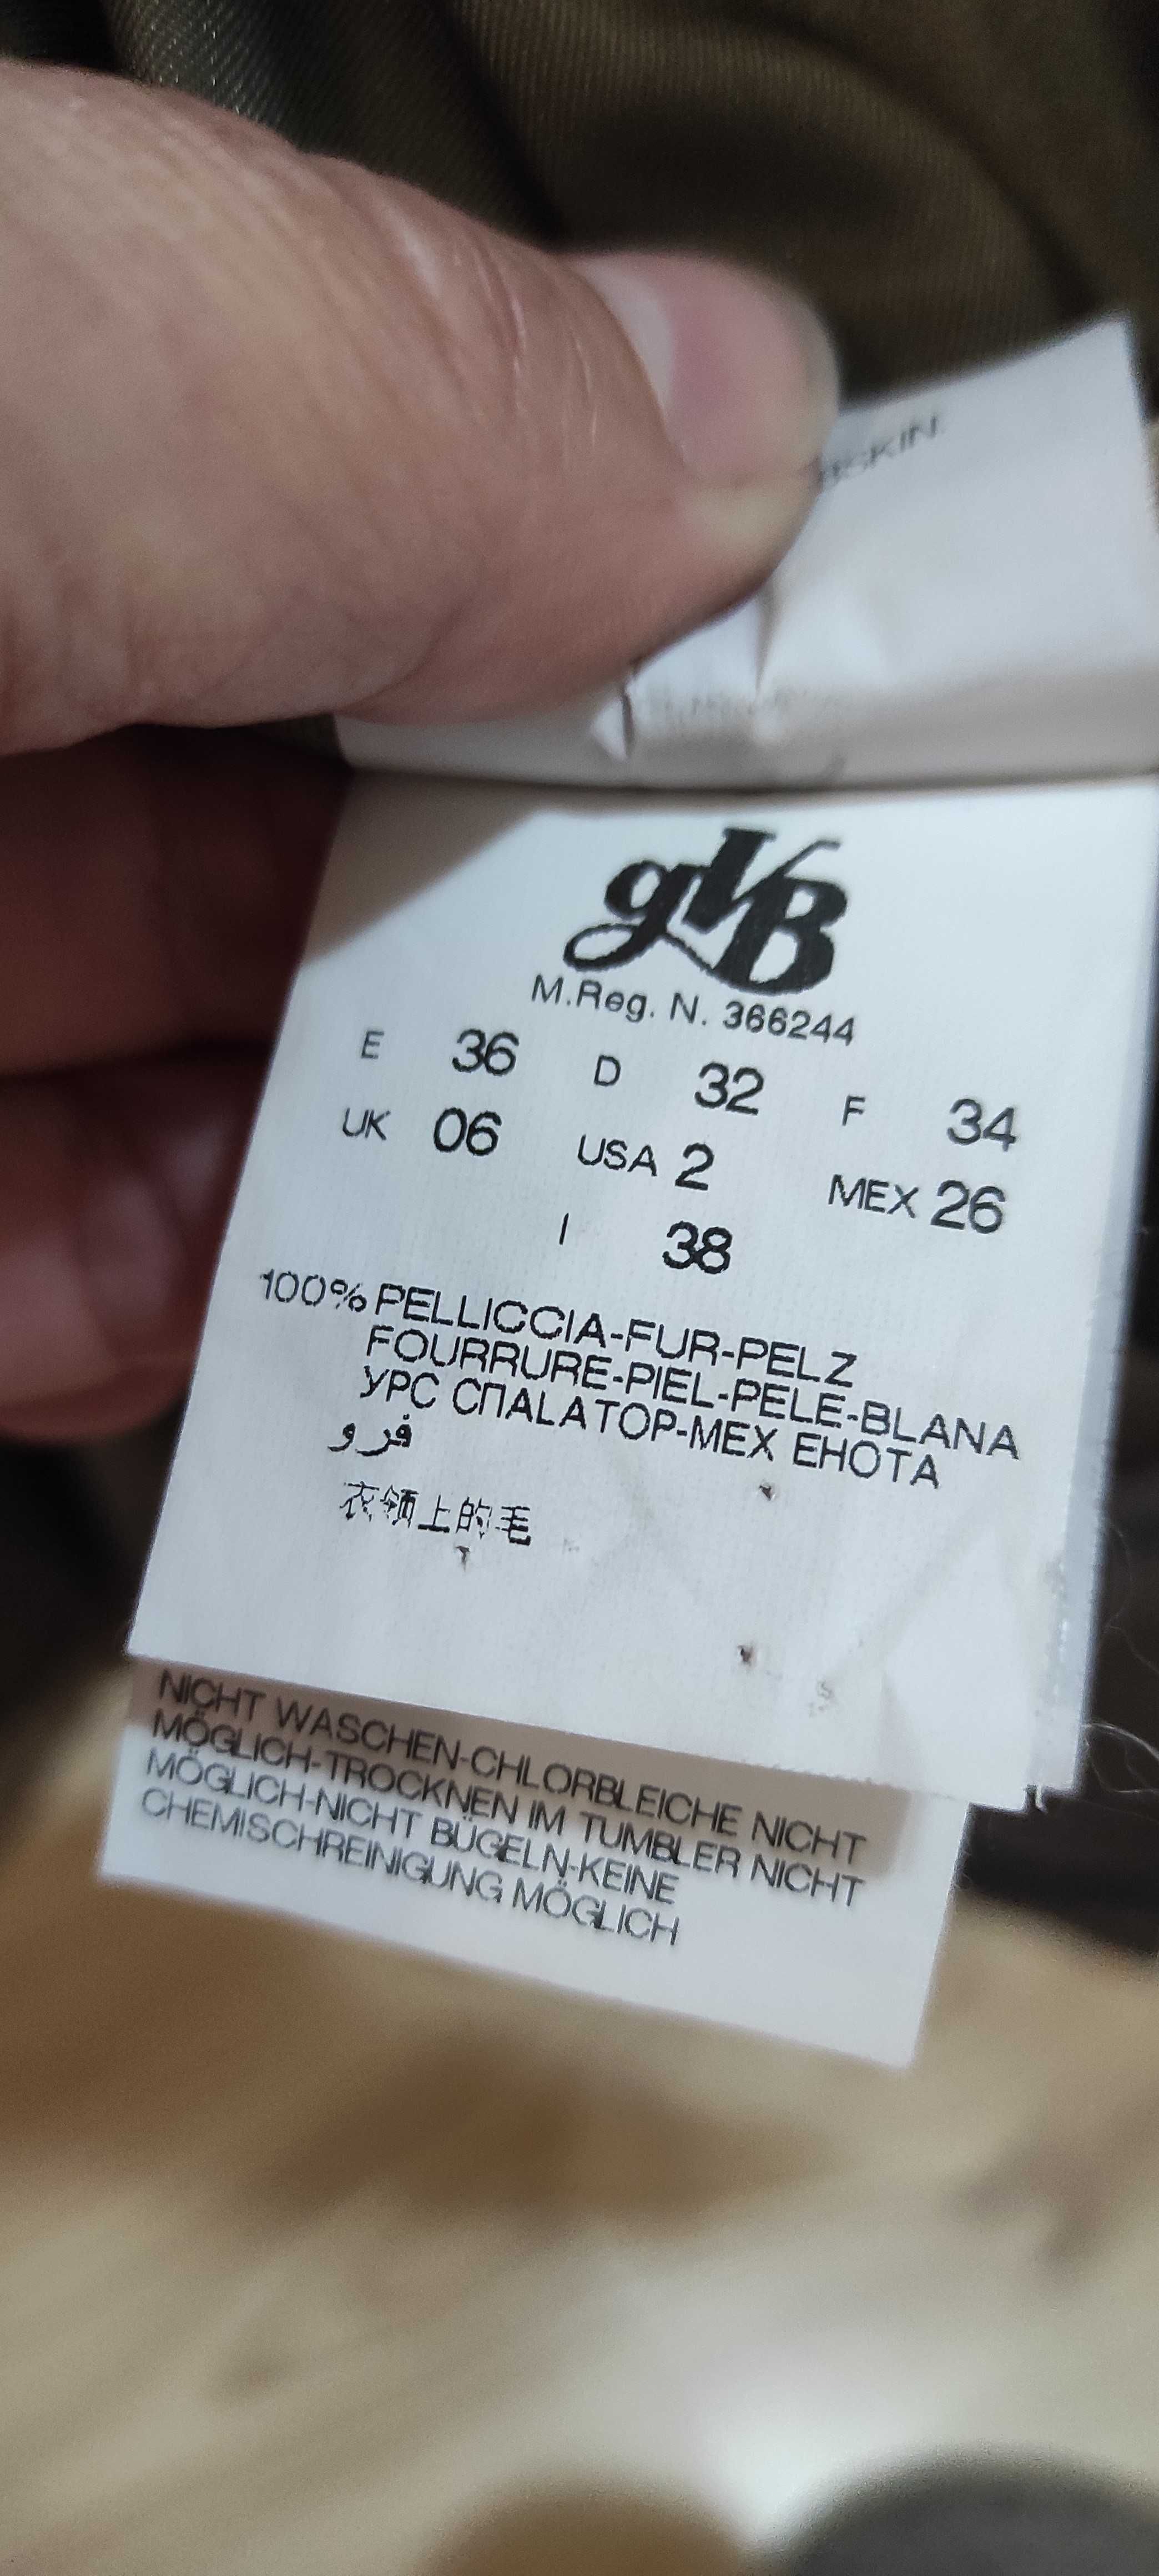 gVB
M.Reg. N. 366244
E 36 D 32 F 34
UK 06 USA 2 MEX 26
I 38
100% PELLICCIA-FUR-PELZ
FOURRURE-PIEL-PELE-BLANA
УРС СПALATOP-MEX EHOTA
فرو
衣领上的毛
NICHT WASCHEN-CHLORBLEICHE NICHT
MÖGLICH-TROCKNEN IM TUMBLER NICHT
MÖGLICH-NICHT BÜGELN-KEINE
CHEMISCHREINIGUNG MÖGLICH